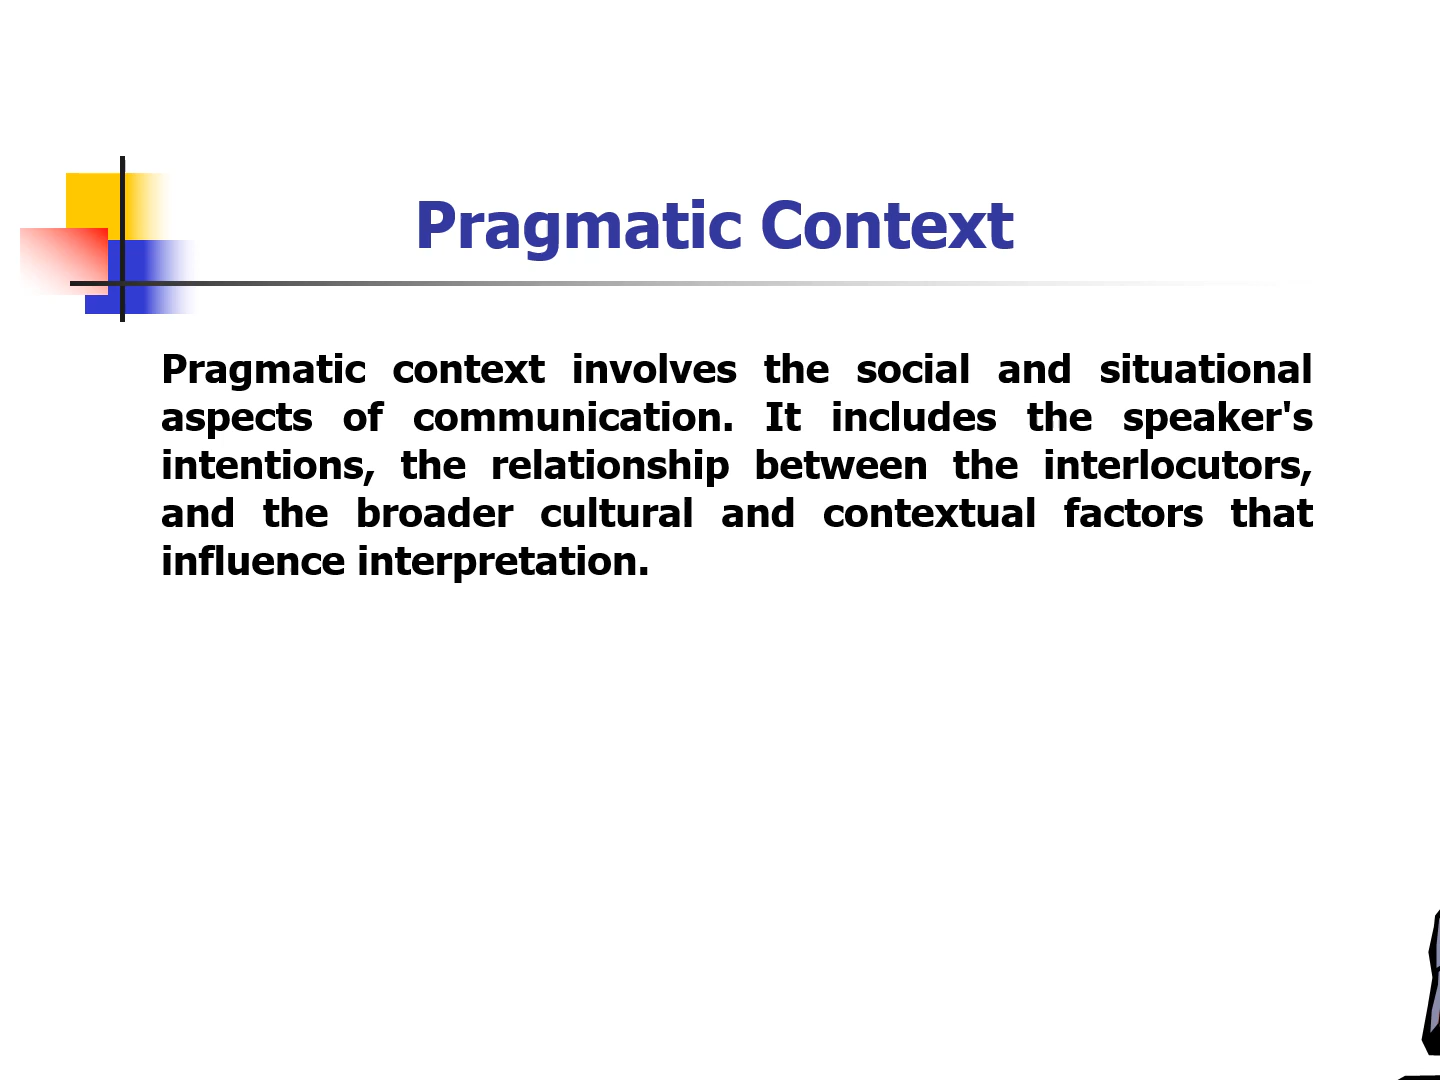 Pragmatic Context
Pragmatic context involves the social and situational
aspects of communication. It includes the speaker's
intentions, the relationship between the interlocutors,
and the broader cultural and contextual factors that
influence interpretation.